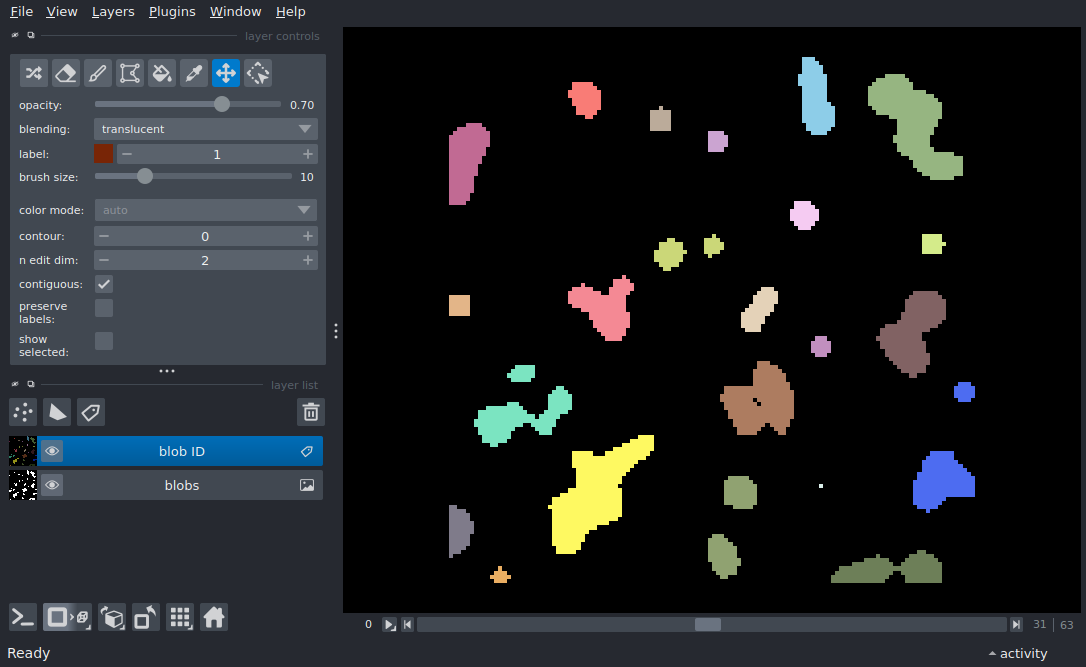 File View Layers Plugins Window Help
layer controls
opacity: 0.70
blending: translucent
label: 1
brush size: 10
color mode: auto
contour: 0
n edit dim: 2
contiguous:
preserve
labels:
show
selected:
layer list
blob ID
blobs
0 31 | 63
Ready activity